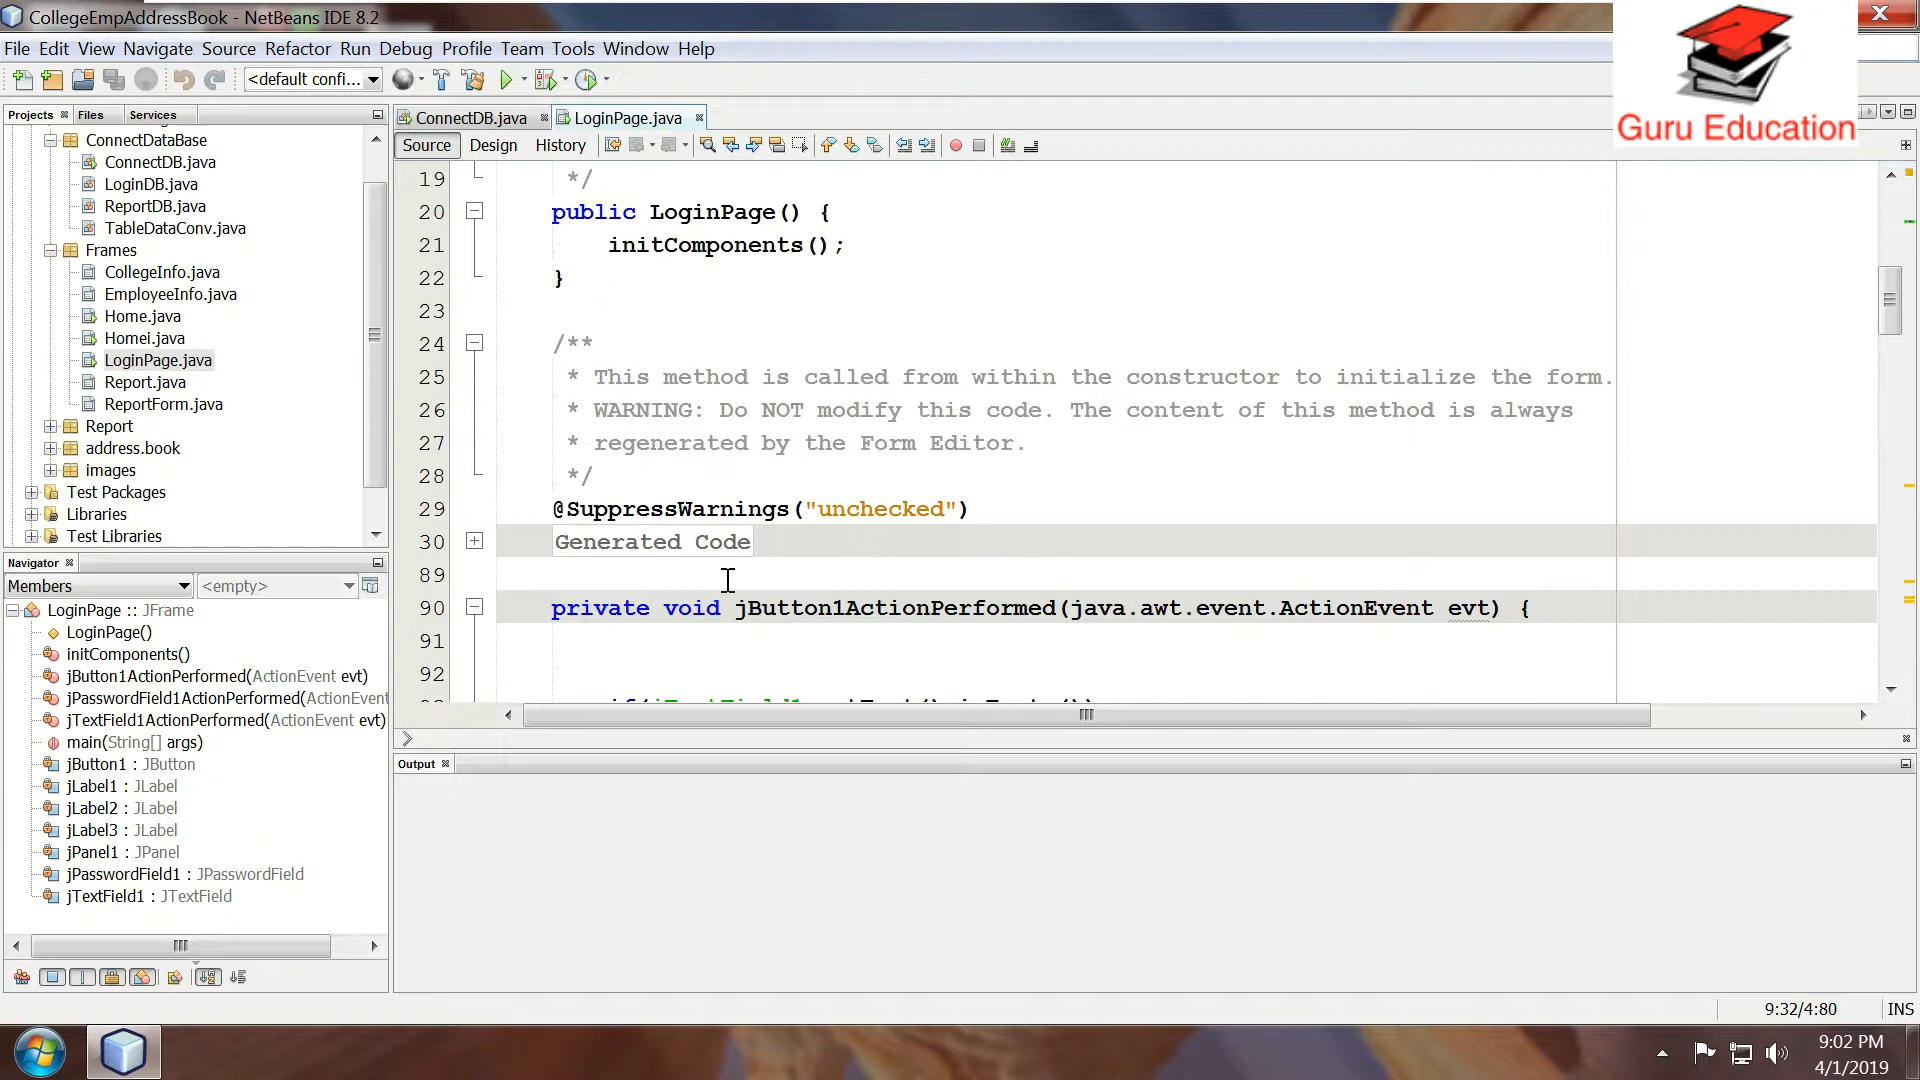 CollegeEmpAddressBook - NetBeans IDE 8.2
File Edit View Navigate Source Refactor Run Debug Profile Team Tools Window Help
<default confi...
Guru Education
Projects Files Services
ConnectDataBase
ConnectDB.java
LoginDB.java
ReportDB.java
TableDataConv.java
Frames
CollegeInfo.java
EmployeeInfo.java
Home.java
Homei.java
LoginPage.java
Report.java
ReportForm.java
Report
address.book
images
Test Packages
Libraries
Test Libraries
ConnectDB.java LoginPage.java
Source Design History
19 */
20 public LoginPage() {
21 initComponents();
22 }
23
24 /**
25 * This method is called from within the constructor to initialize the form.
26 * WARNING: Do NOT modify this code. The content of this method is always
27 * regenerated by the Form Editor.
28 */
29 @SuppressWarnings("unchecked")
30 Generated Code
89
90 private void jButton1ActionPerformed(java.awt.event.ActionEvent evt) {
91
92
Navigator
Members <empty>
LoginPage :: JFrame
LoginPage()
initComponents()
jButton1ActionPerformed(ActionEvent evt)
jPasswordField1ActionPerformed(ActionEvent
jTextField1ActionPerformed(ActionEvent evt)
main(String[] args)
jButton1 : JButton
jLabel1 : JLabel
jLabel2 : JLabel
jLabel3 : JLabel
jPanel1 : JPanel
jPasswordField1 : JPasswordField
jTextField1 : JTextField
Output
9:32/4:80 INS
9:02 PM
4/1/2019